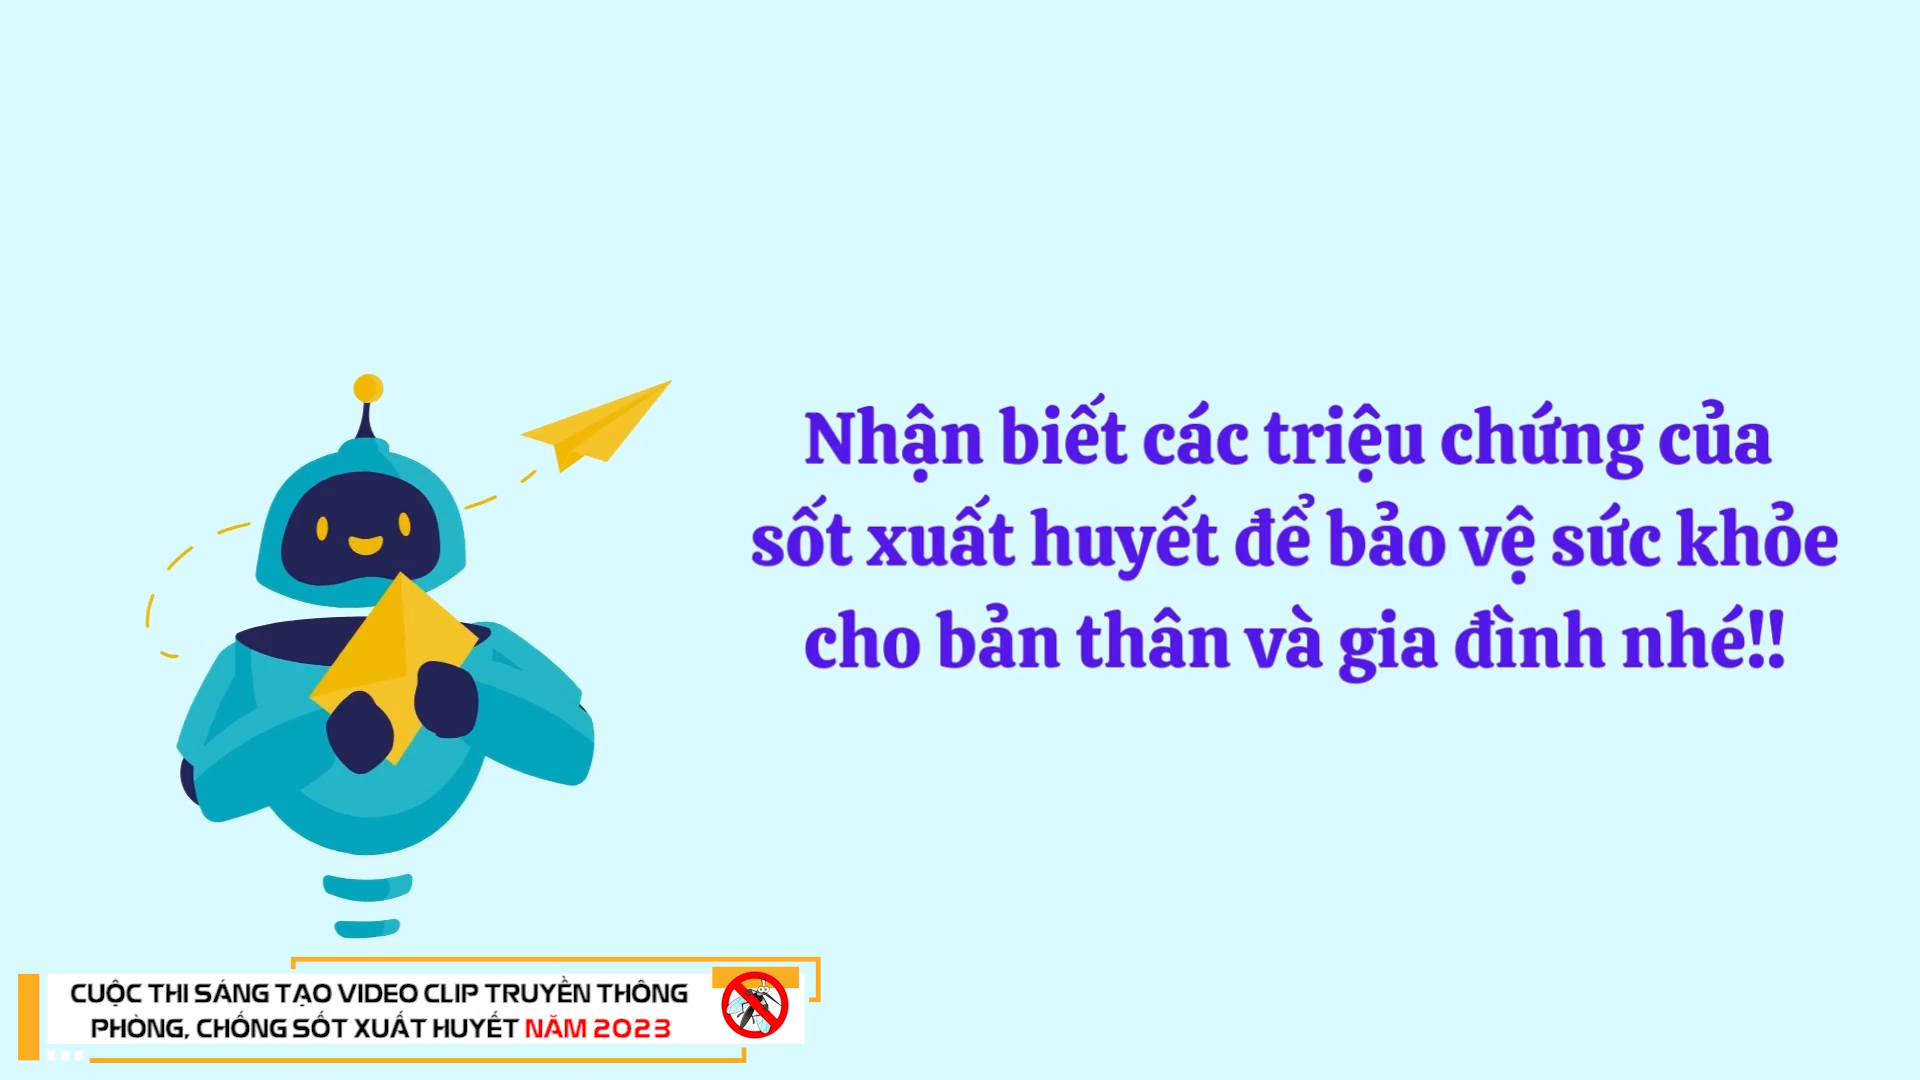 Nhận biết các triệu chứng của
sốt xuất huyết để bảo vệ sức khỏe
cho bản thân và gia đình nhé!!
CUỘC THI SÁNG TẠO VIDEO CLIP TRUYỀN THÔNG
PHÒNG, CHỐNG SỐT XUẤT HUYẾT NĂM 2023